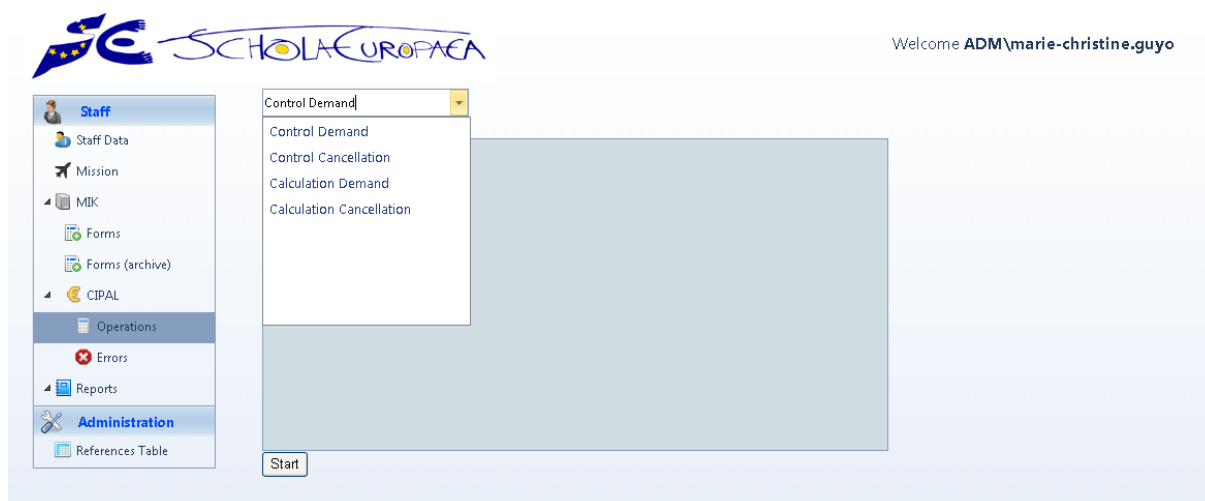 SE SCHOLA EUROPAEA
Welcome ADM\marie-christine.guyo
Staff
Staff Data
Mission
MIK
Forms
Forms (archive)
CIPAL
Operations
Errors
Reports
Administration
References Table
Control Demand
Control Demand
Control Cancellation
Calculation Demand
Calculation Cancellation
Start